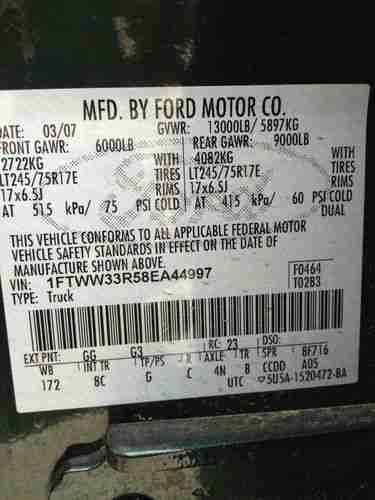 MFD. BY FORD MOTOR CO.
DATE: 03/07 GVWR: 13000LB/ 5897KG
FRONT GAWR: 6000LB REAR GAWR: 9000LB
2722KG WITH 4082KG WITH
LT245/75R17E TIRES LT245/75R17E TIRES
17x6.5J RIMS 17x6.5J RIMS
AT 515 kPa/ 75 PSI COLD AT 415 kPa/ 60 PSI COLD
DUAL
THIS VEHICLE CONFORMS TO ALL APPLICABLE FEDERAL MOTOR
VEHICLE SAFETY STANDARDS IN EFFECT ON THE DATE OF
MANUFACTURE SHOWN ABOVE.
VIN: 1FTWW33R58EA44997 F0464
TYPE: Truck T0283
EXT PNT: GG G3 RC: 23 DSO:
WB BRK INT TR TP/PS R AXLE TR SPR 8F716
172 8C G C 4N B CCDD A05
UTC 5U5A-1520472-BA